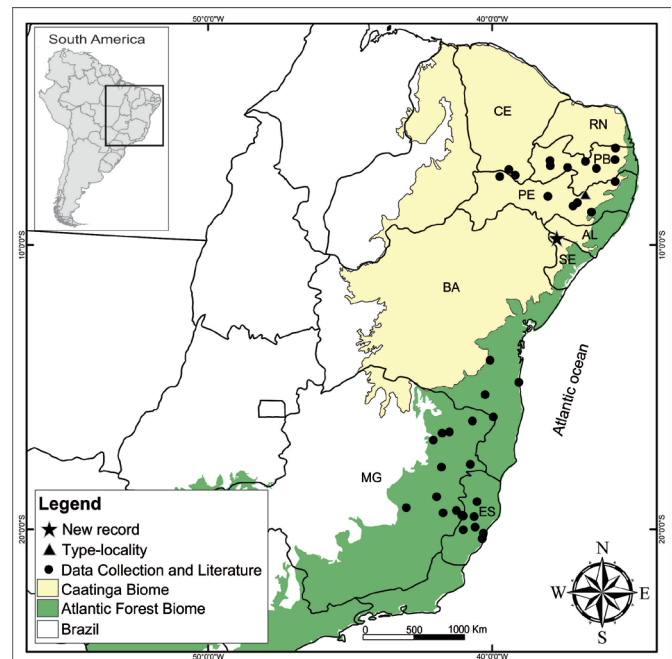 50°0'0"W
40°0'0"W
South America
CE
RN
PB
PE
AL
10°0'0"S
10°0'0"S
SE
BA
Atlantic ocean
MG
ES
Legend
New record
Type-locality
Data Collection and Literature
Caatinga Biome
Atlantic Forest Biome
Brazil
20°0'0"S
20°0'0"S
N
W
E
S
0 500 1000 Km
50°0'0"W
40°0'0"W